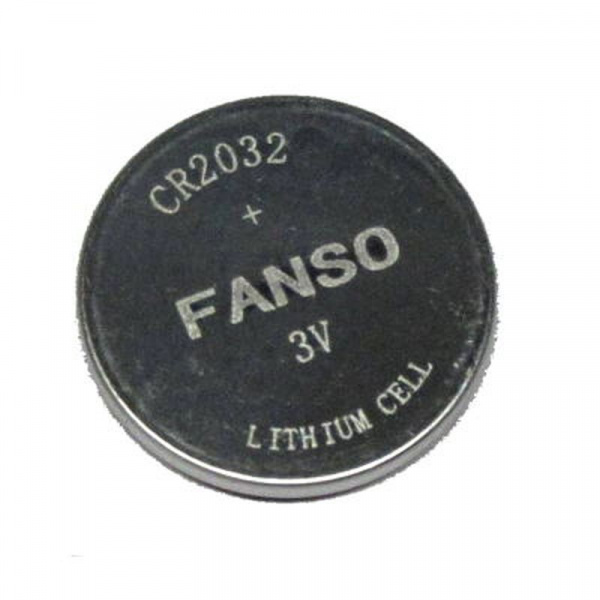 CR2032
+
FANSO
3V
LITHIUM CELL